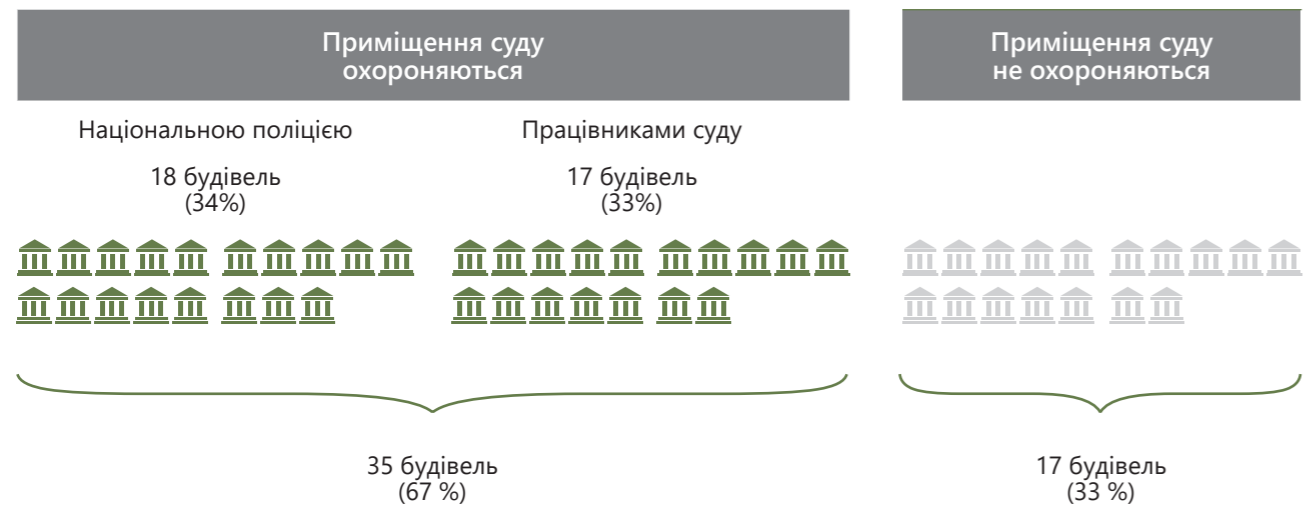 Приміщення суду
охороняються
Приміщення суду
не охороняються
Національною поліцією
18 будівель
(34%)
Працівниками суду
17 будівель
(33%)
35 будівель
(67 %)
17 будівель
(33 %)